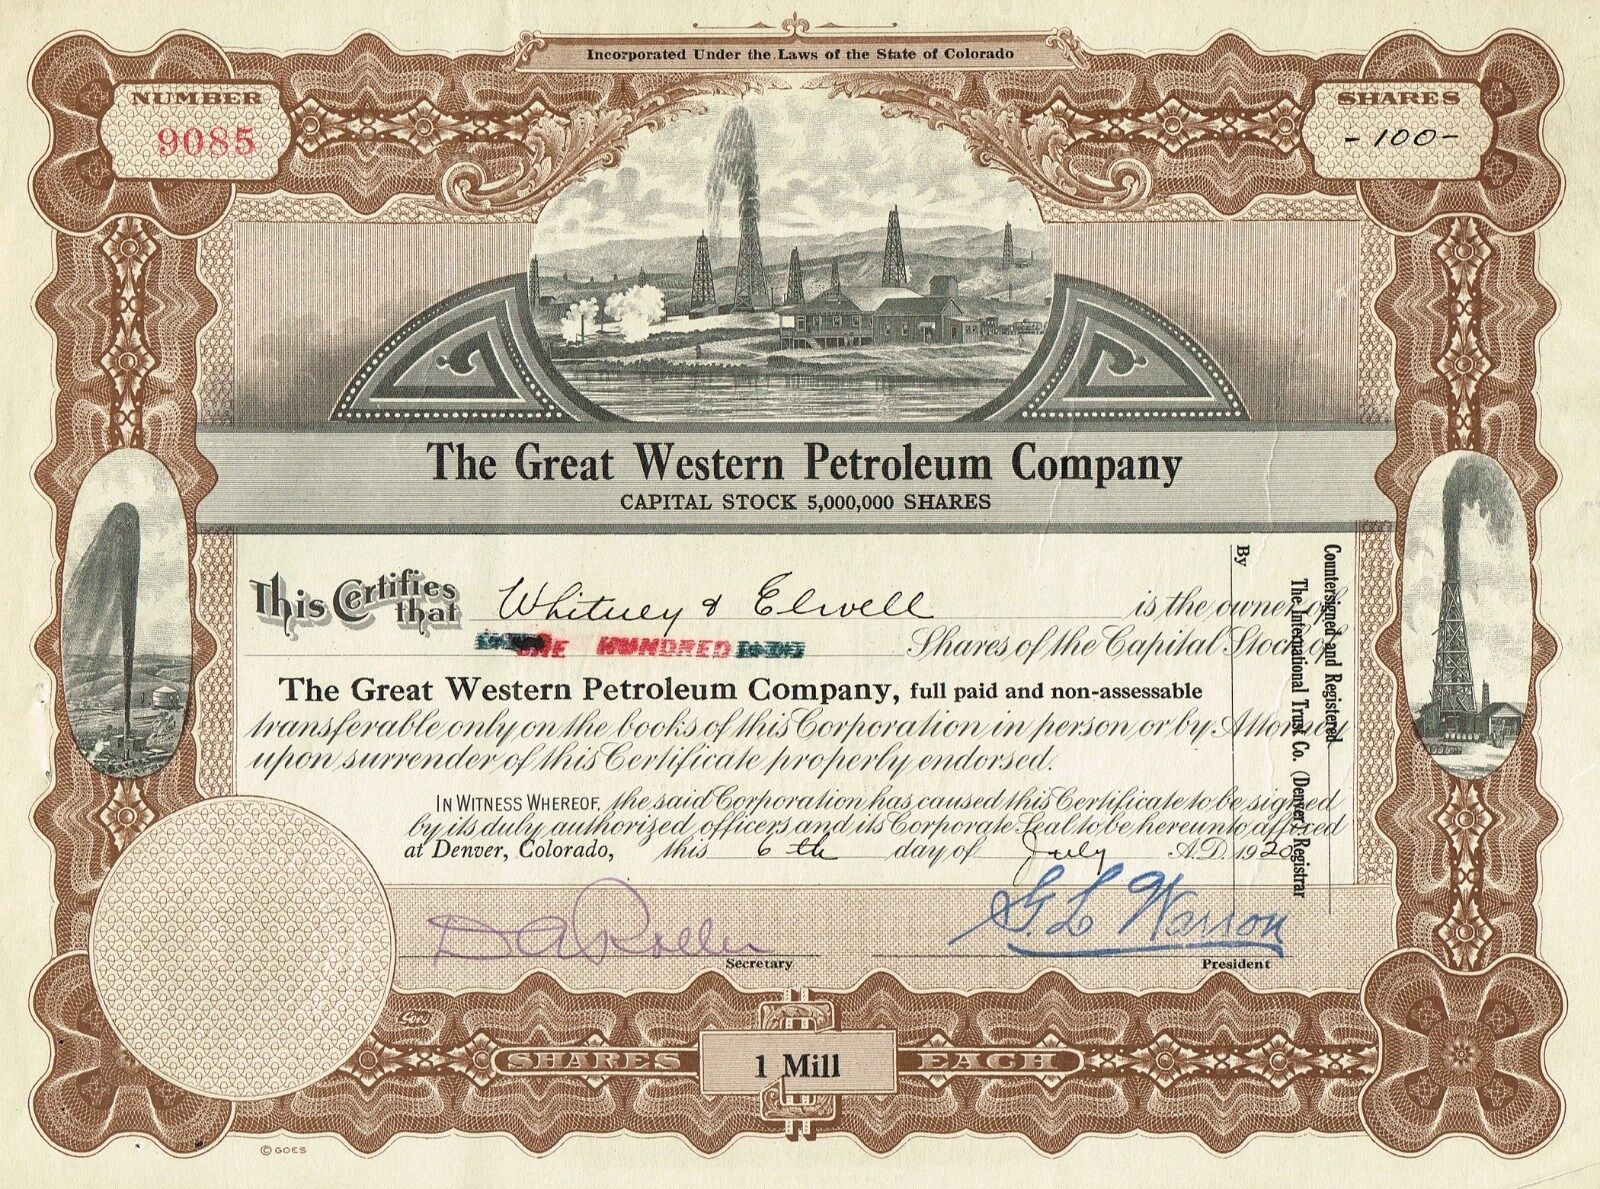 Incorporated Under the Laws of the State of Colorado
NUMBER
9085
SHARES
-100-
The Great Western Petroleum Company
CAPITAL STOCK 5,000,000 SHARES
This Certifies that Whitney & Elwell is the owner of
ONE HUNDRED Shares of the Capital Stock of
The Great Western Petroleum Company, full paid and non-assessable
transferable only on the books of this Corporation in person or by Attorney
upon surrender of this Certificate properly endorsed.
IN WITNESS WHEREOF, the said Corporation has caused this Certificate to be signed
by its duly authorized officers and its Corporate Seal to be hereunto affixed
at Denver, Colorado, this 6th day of July A.D. 1920
Countersigned and Registered
The International Trust Co. (Denver) Registrar
By
D A Roller
Secretary
G. L. Warron
President
Goes
SHARES 1 Mill EACH
© GOES